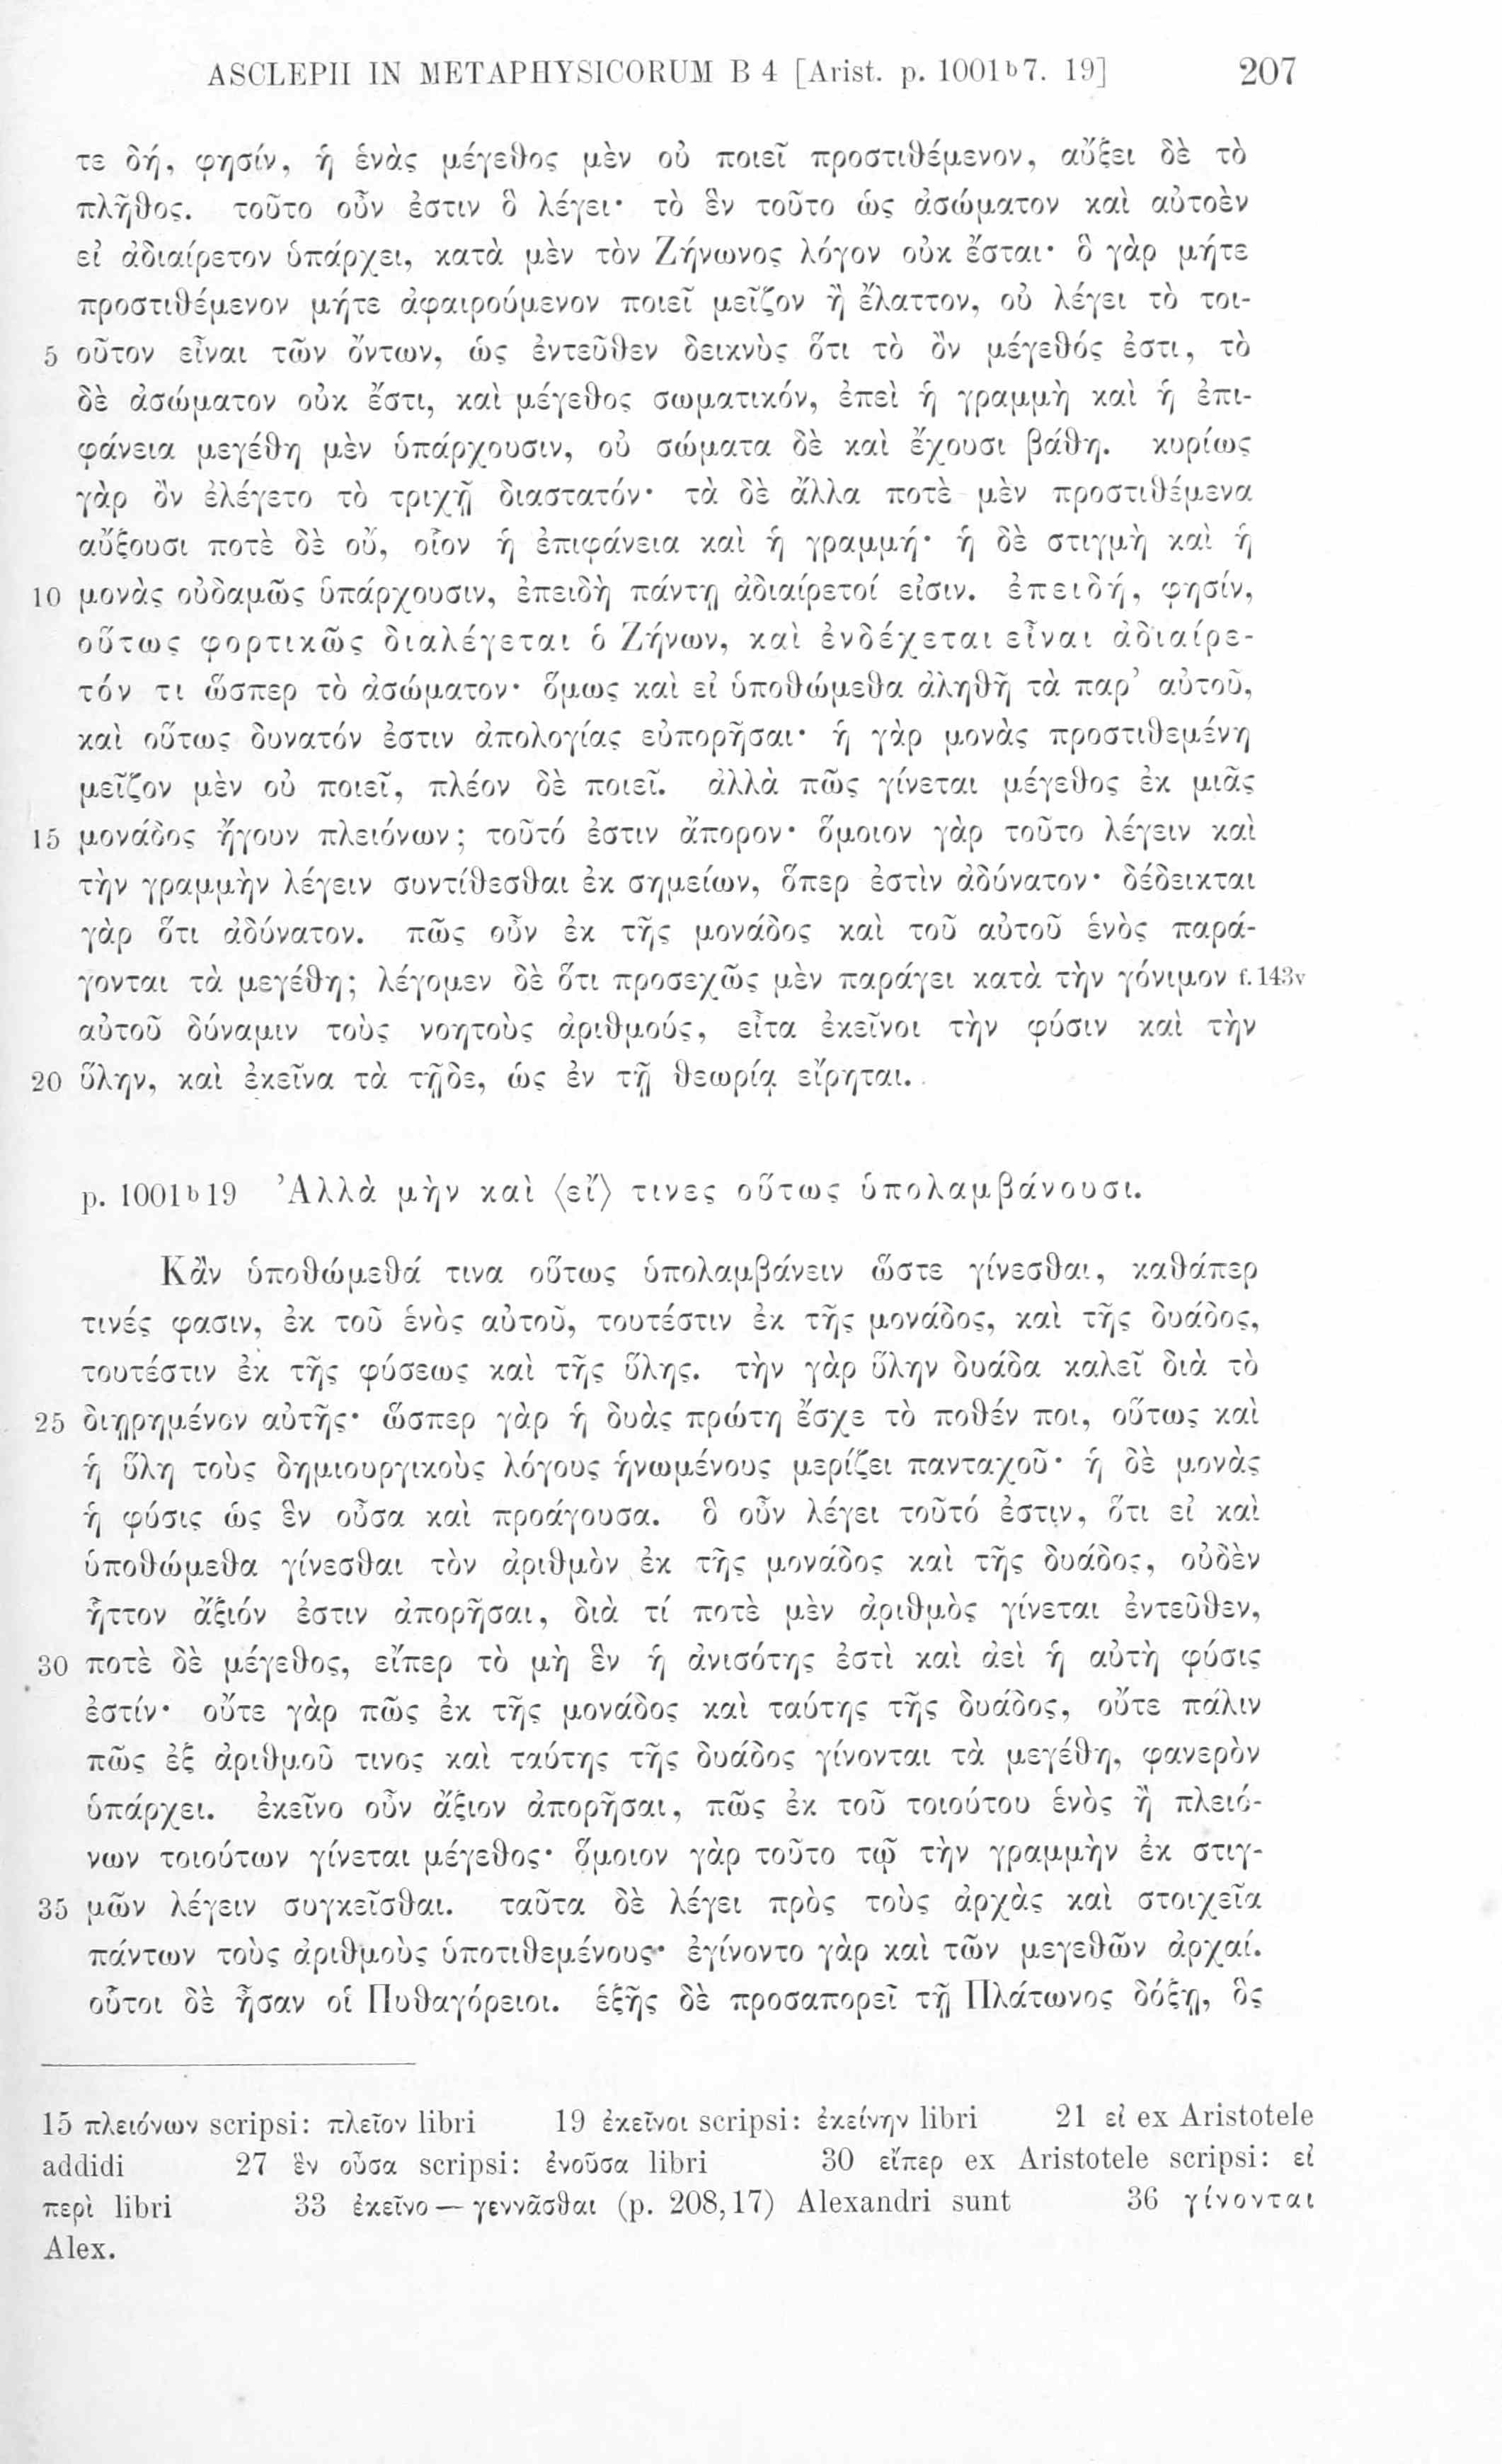 ASCLEPII IN METAPHYSICORUM B 4 [Arist. p. 1001b7. 19] 207
τε δή, φησίν, ἡ ἑνὰς μέγεθος μὲν οὐ ποιεῖ προστιθέμενον, αὔξει δὲ τὸ
πλῆθος. τοῦτο οὖν ἐστιν ὃ λέγει· τὸ ἓν τοῦτο ὡς ἀσώματον καὶ αὐτοὲν
εἰ ἀδιαίρετον ὑπάρχει, κατὰ μὲν τὸν Ζήνωνος λόγον οὐκ ἔσται· ὃ γὰρ μήτε
προστιθέμενον μήτε ἀφαιρούμενον ποιεῖ μεῖζον ἢ ἔλαττον, οὐ λέγει τὸ τοι-
5 οῦτον εἶναι τῶν ὄντων, ὡς ἐντεῦθεν δεικνὺς ὅτι τὸ ὂν μέγεθός ἐστι, τὸ
δὲ ἀσώματον οὐκ ἔστι, καὶ μέγεθος σωματικόν, ἐπεὶ ἡ γραμμὴ καὶ ἡ ἐπι-
φάνεια μεγέθη μὲν ὑπάρχουσιν, οὐ σώματα δὲ καὶ ἔχουσι βάθη. κυρίως
γὰρ ὂν ἐλέγετο τὸ τριχῇ διαστατόν· τὰ δὲ ἄλλα ποτὲ μὲν προστιθέμενα
αὔξουσι ποτὲ δὲ οὔ, οἷον ἡ ἐπιφάνεια καὶ ἡ γραμμή· ἡ δὲ στιγμὴ καὶ ἡ
10 μονὰς οὐδαμῶς ὑπάρχουσιν, ἐπειδὴ πάντῃ ἀδιαίρετοί εἰσιν. ἐπειδή, φησίν,
οὕτως φορτικῶς διαλέγεται ὁ Ζήνων, καὶ ἐνδέχεται εἶναι ἀδιαίρε-
τόν τι ὥσπερ τὸ ἀσώματον· ὅμως καὶ εἰ ὑποθώμεθα ἀληθῆ τὰ παρ’ αὐτοῦ,
καὶ οὕτως δυνατόν ἐστιν ἀπολογίας εὐπορῆσαι· ἡ γὰρ μονὰς προστιθεμένη
μεῖζον μὲν οὐ ποιεῖ, πλέον δὲ ποιεῖ. ἀλλὰ πῶς γίνεται μέγεθος ἐκ μιᾶς
15 μονάδος ἤγουν πλειόνων; τοῦτό ἐστιν ἄπορον· ὅμοιον γὰρ τοῦτο λέγειν καὶ
τὴν γραμμὴν λέγειν συντίθεσθαι ἐκ σημείων, ὅπερ ἐστὶν ἀδύνατον· δέδεικται
γὰρ ὅτι ἀδύνατον. πῶς οὖν ἐκ τῆς μονάδος καὶ τοῦ αὐτοῦ ἑνὸς παρά-
γονται τὰ μεγέθη; λέγομεν δὲ ὅτι προσεχῶς μὲν παράγει κατὰ τὴν γόνιμον f. 143v
αὐτοῦ δύναμιν τοὺς νοητοὺς ἀριθμούς, εἶτα ἐκεῖνοι τὴν φύσιν καὶ τὴν
20 ὕλην, καὶ ἐκεῖνα τὰ τῇδε, ὡς ἐν τῇ θεωρίᾳ εἴρηται.
p. 1001b19 Ἀλλὰ μὴν καὶ ⟨εἴ⟩ τινες οὕτως ὑπολαμβάνουσι.
Κἂν ὑποθώμεθά τινα οὕτως ὑπολαμβάνειν ὥστε γίνεσθαι, καθάπερ
τινές φασιν, ἐκ τοῦ ἑνὸς αὐτοῦ, τουτέστιν ἐκ τῆς μονάδος, καὶ τῆς δυάδος,
τουτέστιν ἐκ τῆς φύσεως καὶ τῆς ὕλης. τὴν γὰρ ὕλην δυάδα καλεῖ διὰ τὸ
25 διῃρημένον αὐτῆς· ὥσπερ γὰρ ἡ δυὰς πρώτη ἔσχε τὸ ποθέν ποι, οὕτως καὶ
ἡ ὕλη τοὺς δημιουργικοὺς λόγους ἡνωμένους μερίζει πανταχοῦ· ἡ δὲ μονὰς
ἡ φύσις ὡς ἓν οὖσα καὶ προάγουσα. ὃ οὖν λέγει τοῦτό ἐστιν, ὅτι εἰ καὶ
ὑποθώμεθα γίνεσθαι τὸν ἀριθμὸν ἐκ τῆς μονάδος καὶ τῆς δυάδος, οὐδὲν
ἧττον ἄξιόν ἐστιν ἀπορῆσαι, διὰ τί ποτὲ μὲν ἀριθμὸς γίνεται ἐντεῦθεν,
30 ποτὲ δὲ μέγεθος, εἴπερ τὸ μὴ ἓν ἡ ἀνισότης ἐστὶ καὶ ἀεὶ ἡ αὐτὴ φύσις
ἐστίν· οὔτε γὰρ πῶς ἐκ τῆς μονάδος καὶ ταύτης τῆς δυάδος, οὔτε πάλιν
πῶς ἐξ ἀριθμοῦ τινος καὶ ταύτης τῆς δυάδος γίνονται τὰ μεγέθη, φανερὸν
ὑπάρχει. ἐκεῖνο οὖν ἄξιον ἀπορῆσαι, πῶς ἐκ τοῦ τοιούτου ἑνὸς ἢ πλειό-
νων τοιούτων γίνεται μέγεθος· ὅμοιον γὰρ τοῦτο τῷ τὴν γραμμὴν ἐκ στιγ-
35 μῶν λέγειν συγκεῖσθαι. ταῦτα δὲ λέγει πρὸς τοὺς ἀρχὰς καὶ στοιχεῖα
πάντων τοὺς ἀριθμοὺς ὑποτιθεμένους· ἐγίνοντο γὰρ καὶ τῶν μεγεθῶν ἀρχαί.
οὗτοι δὲ ἦσαν οἱ Πυθαγόρειοι. ἑξῆς δὲ προσαπορεῖ τῇ Πλάτωνος δόξῃ, ὃς
15 πλειόνων scripsi: πλεῖον libri 19 ἐκεῖνοι scripsi: ἐκείνην libri 21 εἰ ex Aristotele
addidi 27 ἓν οὖσα scripsi: ἐνοῦσα libri 30 εἴπερ ex Aristotele scripsi: εἰ
περὶ libri 33 ἐκεῖνο — γεννᾶσθαι (p. 208,17) Alexandri sunt 36 γίνονται
Alex.